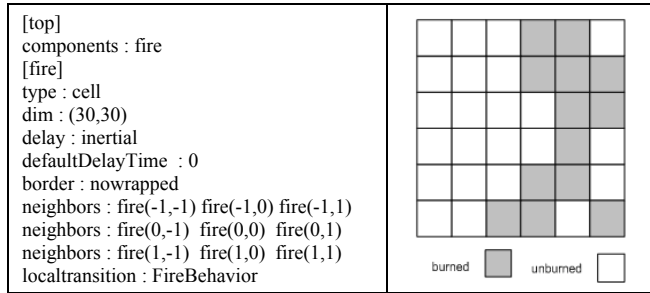 [top]
components : fire
[fire]
type : cell
dim : (30,30)
delay : inertial
defaultDelayTime : 0
border : nowrapped
neighbors : fire(-1,-1) fire(-1,0) fire(-1,1)
neighbors : fire(0,-1) fire(0,0) fire(0,1)
neighbors : fire(1,-1) fire(1,0) fire(1,1)
localtransition : FireBehavior
burned unburned